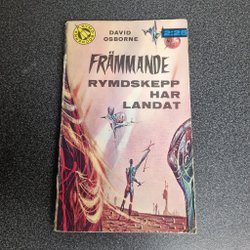 DAVID
OSBORNE
2:25
FRÄMMANDE
RYMDSKEPP
HAR
LANDAT